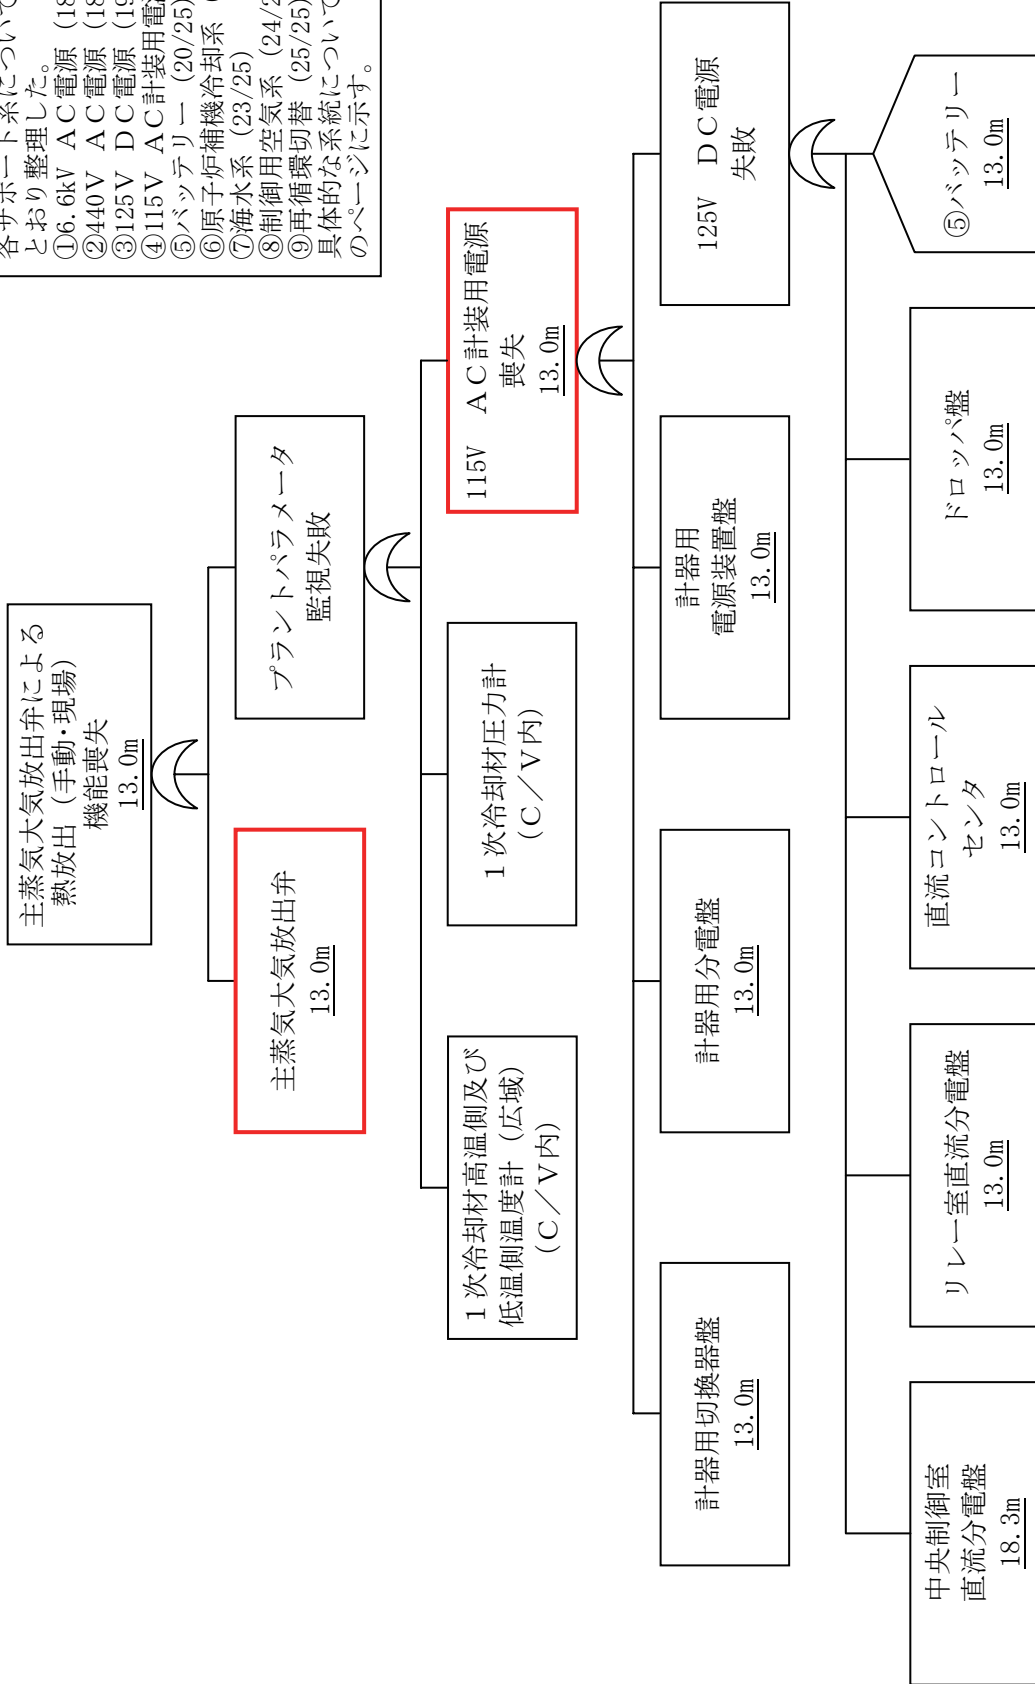 各サポート系について
とおり整理した。
①6.6kV AC電源（18
②440V AC電源（18
③125V DC電源（19
④115V AC計装用電源
⑤バッテリー（20/25）
⑥原子炉補機冷却系（
⑦海水系（23/25）
⑧制御用空気系（24/2
⑨再循環切替（25/25）
具体的な系統について
のページに示す。
主蒸気大気放出弁による
熱放出（手動・現場）
機能喪失
13.0m
主蒸気大気放出弁
13.0m
プラントパラメータ
監視失敗
1次冷却材高温側及び
低温側温度計（広域）
（C／V内）
1次冷却材圧力計
（C／V内）
115V AC計装用電源
喪失
13.0m
計器用切換器盤
13.0m
計器用分電盤
13.0m
計器用
電源装置盤
13.0m
125V DC電源
失敗
中央制御室
直流分電盤
18.3m
リレー室直流分電盤
13.0m
直流コントロール
センタ
13.0m
ドロッパ盤
13.0m
⑤バッテリー
13.0m